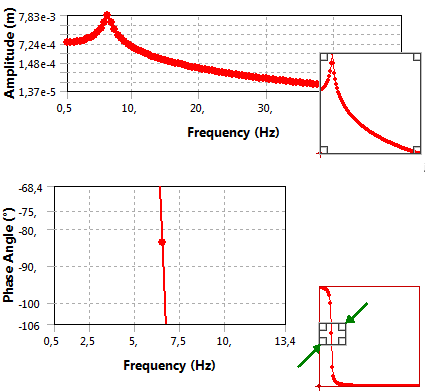 Amplitude (m)
7,83e-3
7,24e-4
1,48e-4
1,37e-5
0,5 10, 20, 30,
Frequency (Hz)
Phase Angle (°)
-68,4
-75,
-80,
-90,
-100
-106
0,5 2,5 5, 7,5 10, 13,4
Frequency (Hz)